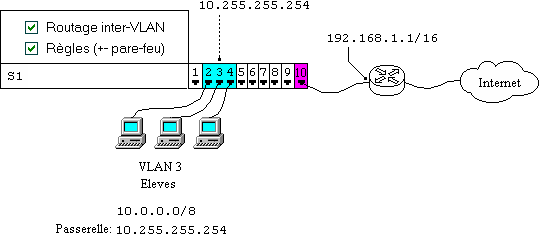 10.255.255.254
Routage inter-VLAN
Règles (+- pare-feu)
192.168.1.1/16
S1
1 2 3 4 5 6 7 8 9 10
Internet
VLAN 3
Eleves
10.0.0.0/8
Passerelle: 10.255.255.254